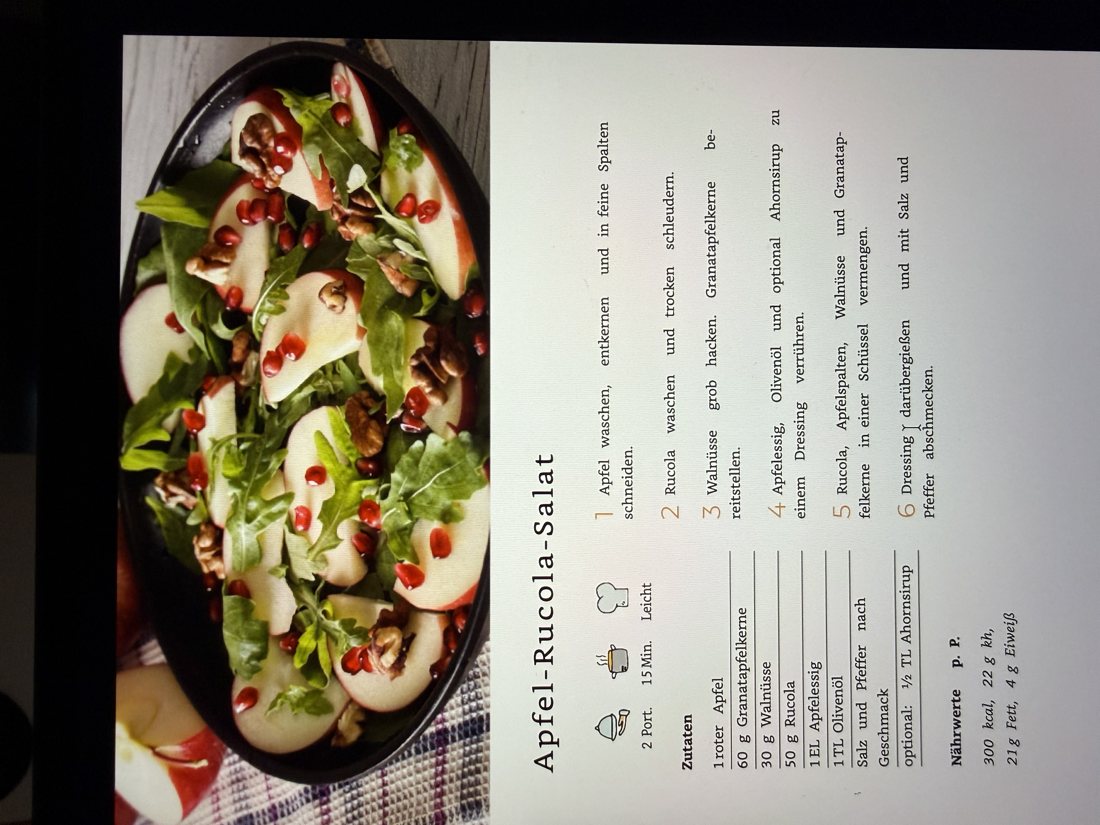 Apfel-Rucola-Salat
2 Port. 15 Min. Leicht
Zutaten
1 roter Apfel
60 g Granatapfelkerne
30 g Walnüsse
50 g Rucola
1 EL Apfelessig
1 TL Olivenöl
Salz und Pfeffer nach
Geschmack
optional: ½ TL Ahornsirup
Nährwerte p. P.
300 kcal, 22 g kh,
21 g Fett, 4 g Eiweiß
1 Apfel waschen, entkernen und in feine Spalten
schneiden.
2 Rucola waschen und trocken schleudern.
3 Walnüsse grob hacken. Granatapfelkerne be-
reitstellen.
4 Apfelessig, Olivenöl und optional Ahornsirup zu
einem Dressing verrühren.
5 Rucola, Apfelspalten, Walnüsse und Granatap-
felkerne in einer Schüssel vermengen.
6 Dressing darübergießen und mit Salz und
Pfeffer abschmecken.